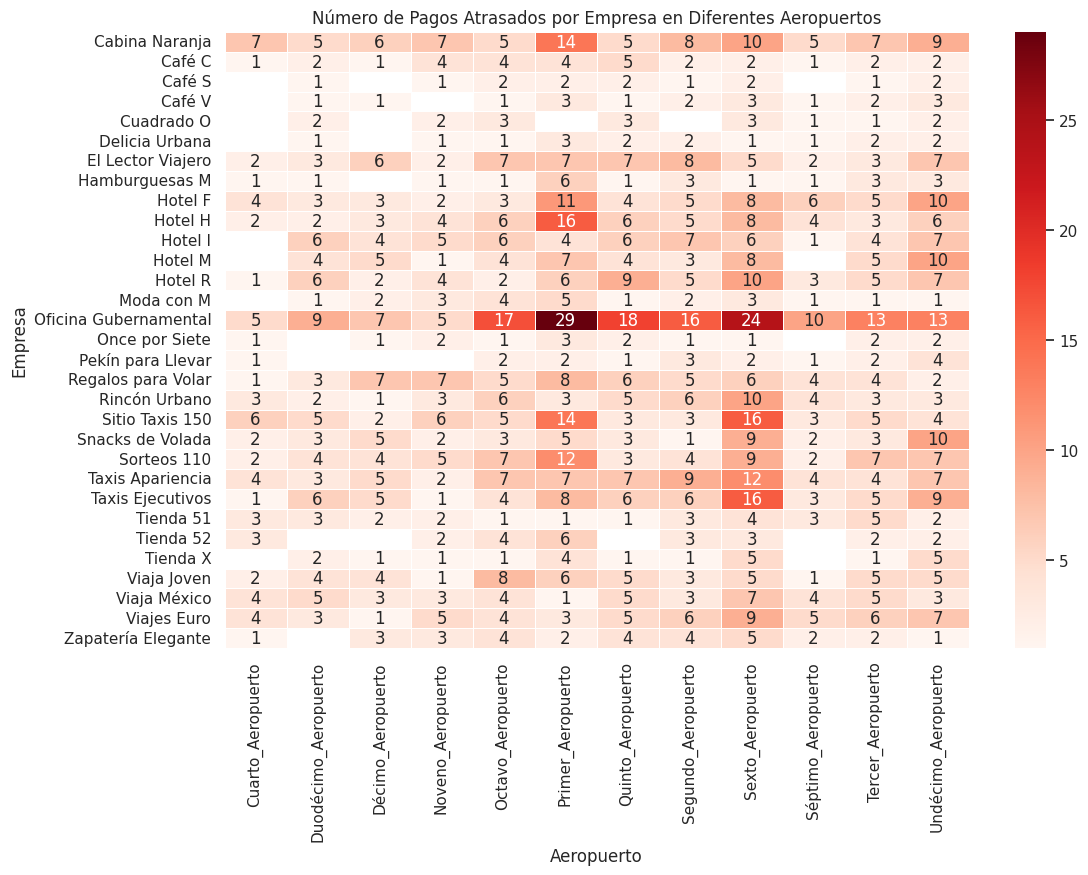 Número de Pagos Atrasados por Empresa en Diferentes Aeropuertos
Cabina Naranja 7 5 6 7 5 14 5 8 10 5 7 9
Café C 1 2 1 4 4 4 5 2 2 1 2 2
Café S 1 1 2 2 2 1 2 1 2
Café V 1 1 1 3 1 2 3 1 2 3
Cuadrado O 2 2 3 3 3 1 1 2
Delicia Urbana 1 1 1 3 2 2 1 1 2 2
El Lector Viajero 2 3 6 2 7 7 7 8 5 2 3 7
Hamburguesas M 1 1 1 1 6 1 3 1 1 3 3
Hotel F 4 3 3 2 3 11 4 5 8 6 5 10
Hotel H 2 2 3 4 6 16 6 5 8 4 3 6
Hotel I 6 4 5 6 4 6 7 6 1 4 7
Hotel M 4 5 1 4 7 4 3 8 5 10
Hotel R 1 6 2 4 2 6 9 5 10 3 5 7
Moda con M 1 2 3 4 5 1 2 3 1 1 1
Oficina Gubernamental 5 9 7 5 17 29 18 16 24 10 13 13
Once por Siete 1 1 2 1 3 2 1 1 2 2
Pekín para Llevar 1 2 2 1 3 2 1 2 4
Regalos para Volar 1 3 7 7 5 8 6 5 6 4 4 2
Rincón Urbano 3 2 1 3 6 3 5 6 10 4 3 3
Sitio Taxis 150 6 5 2 6 5 14 3 3 16 3 5 4
Snacks de Volada 2 3 5 2 3 5 3 1 9 2 3 10
Sorteos 110 2 4 4 5 7 12 3 4 9 2 7 7
Taxis Apariencia 4 3 5 2 7 7 7 9 12 4 4 7
Taxis Ejecutivos 1 6 5 1 4 8 6 6 16 3 5 9
Tienda 51 3 3 2 2 1 1 1 3 4 3 5 2
Tienda 52 3 2 4 6 3 3 2 2
Tienda X 2 1 1 1 4 1 1 5 1 5
Viaja Joven 2 4 4 1 8 6 5 3 5 1 5 5
Viaja México 4 5 3 3 4 1 5 3 7 4 5 3
Viajes Euro 4 3 1 5 4 3 5 6 9 5 6 7
Zapatería Elegante 1 3 3 4 2 4 4 5 2 2 1
Empresa
Cuarto_Aeropuerto
Duodécimo_Aeropuerto
Décimo_Aeropuerto
Noveno_Aeropuerto
Octavo_Aeropuerto
Primer_Aeropuerto
Quinto_Aeropuerto
Segundo_Aeropuerto
Sexto_Aeropuerto
Séptimo_Aeropuerto
Tercer_Aeropuerto
Undécimo_Aeropuerto
Aeropuerto
25
20
15
10
5